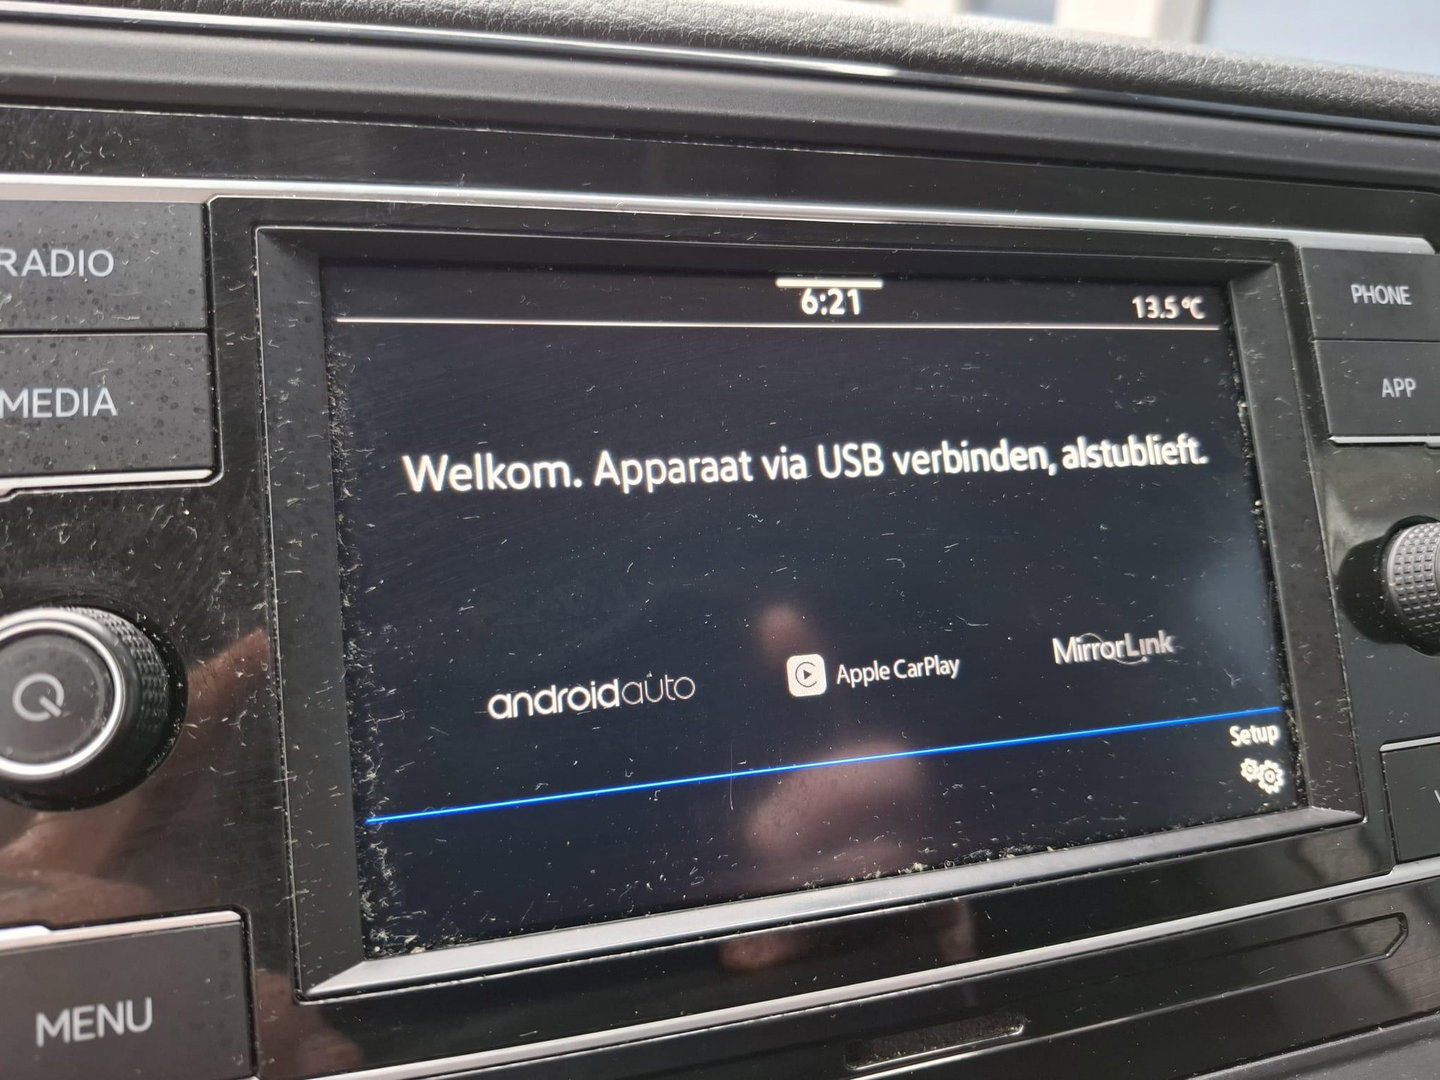 RADIO
MEDIA
6:21
13.5 °C
PHONE
APP
Welkom. Apparaat via USB verbinden, alstublieft.
androidauto
Apple CarPlay
MirrorLink
Setup
MENU